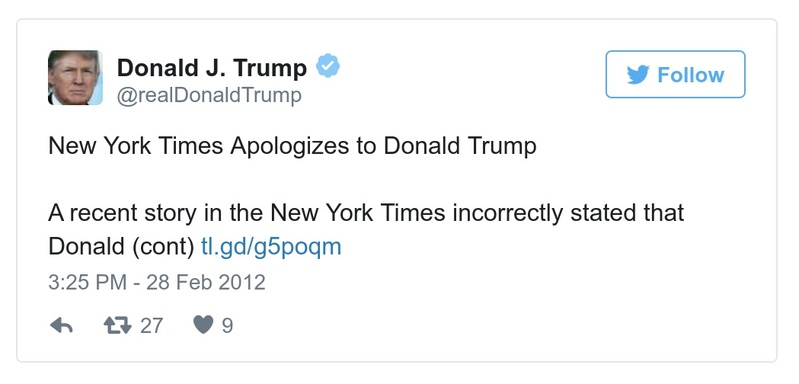 Donald J. Trump
@realDonaldTrump
Follow
New York Times Apologizes to Donald Trump
A recent story in the New York Times incorrectly stated that
Donald (cont) tl.gd/g5poqm
3:25 PM - 28 Feb 2012
27 9